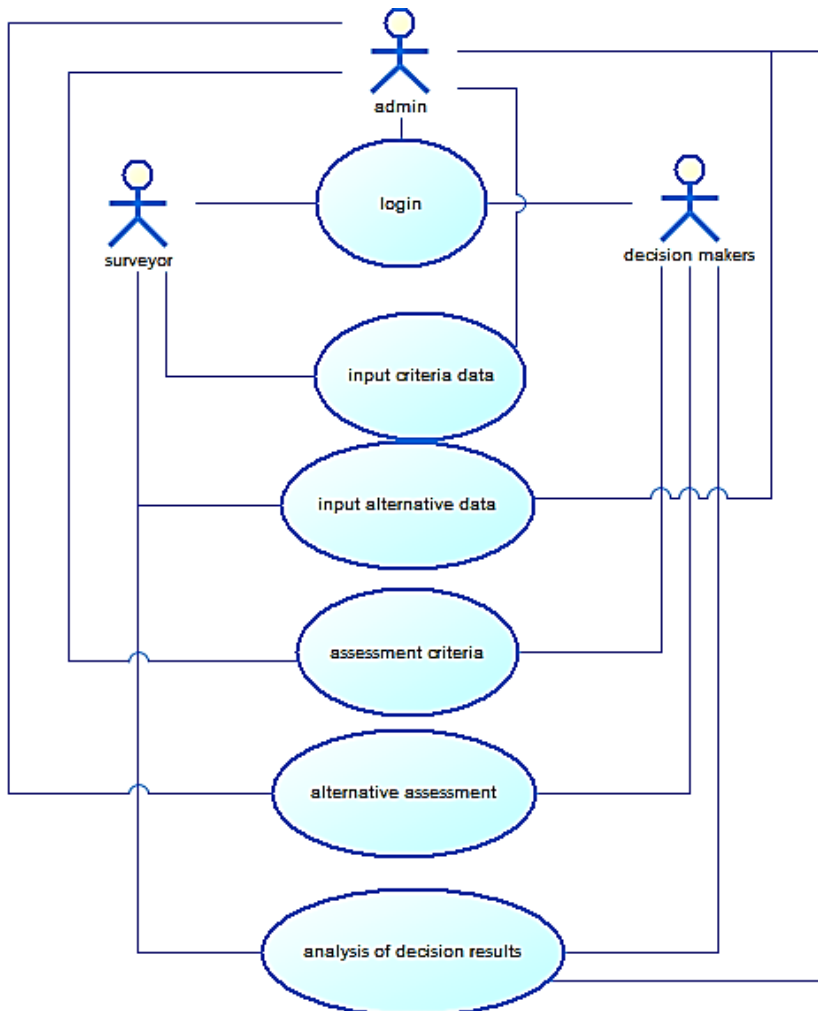 admin
login
surveyor
decision makers
input criteria data
input alternative data
assessment criteria
alternative assessment
analysis of decision results